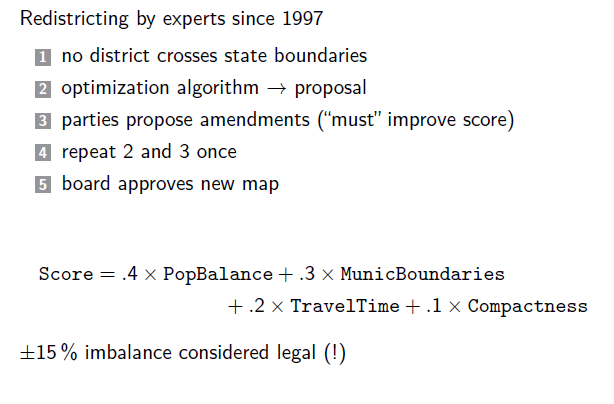 Redistricting by experts since 1997
1 no district crosses state boundaries
2 optimization algorithm → proposal
3 parties propose amendments (“must” improve score)
4 repeat 2 and 3 once
5 board approves new map
Score = .4 × PopBalance + .3 × MunicBoundaries
+ .2 × TravelTime + .1 × Compactness
±15 % imbalance considered legal (!)